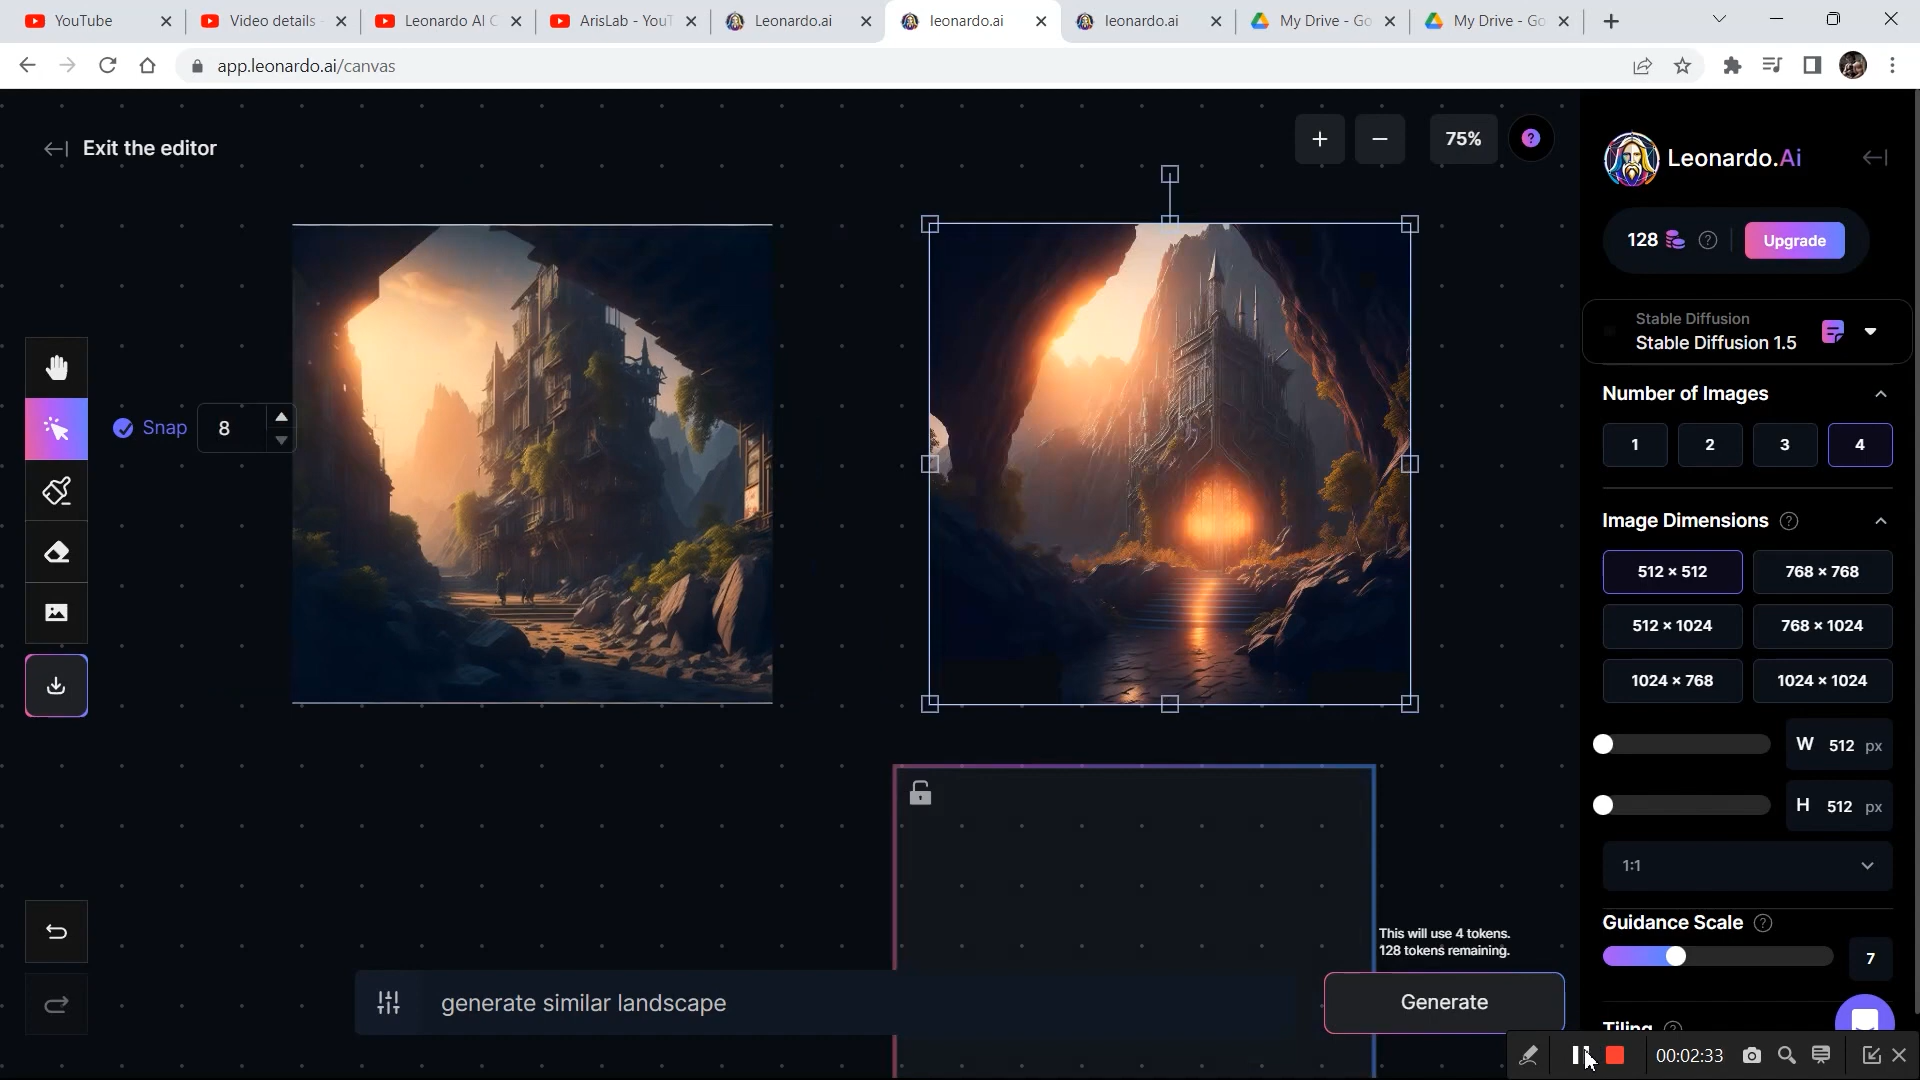 YouTube
Video details -
Leonardo AI C
ArisLab - YouT
Leonardo.ai
leonardo.ai
leonardo.ai
My Drive - Go
My Drive - Go
app.leonardo.ai/canvas
Exit the editor
75%
?
Leonardo.Ai
128
?
Upgrade
Stable Diffusion
Stable Diffusion 1.5
Number of Images
1
2
3
4
Snap
8
Image Dimensions ?
512 × 512
768 × 768
512 × 1024
768 × 1024
1024 × 768
1024 × 1024
W 512 px
H 512 px
1:1
Guidance Scale ?
7
This will use 4 tokens.
128 tokens remaining.
generate similar landscape
Generate
Tiling ?
00:02:33